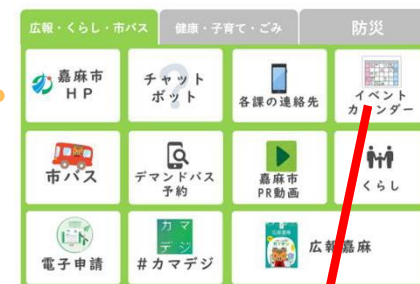 広報・くらし・市バス 健康・子育て・ごみ 防災
嘉麻市
HP
チャット
ボット
各課の連絡先
イベント
カレンダー
市バス
デマンドバス
予約
嘉麻市
PR動画
くらし
電子申請
カマ
デジ
#カマデジ
広報嘉麻